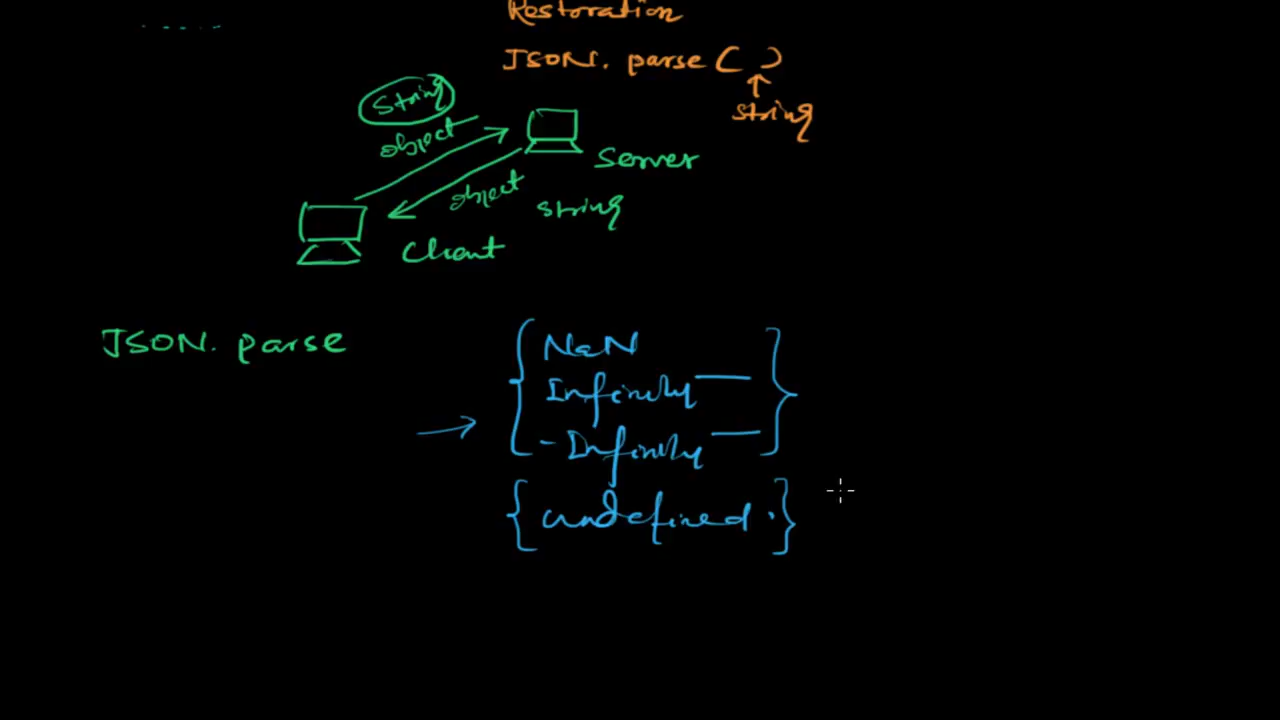 Restoration
JSON. parse ( )
string
String
object
Server
object
string
Client
JSON. parse
{ NaN
Infinity }
- Infinity
{ undefined . }